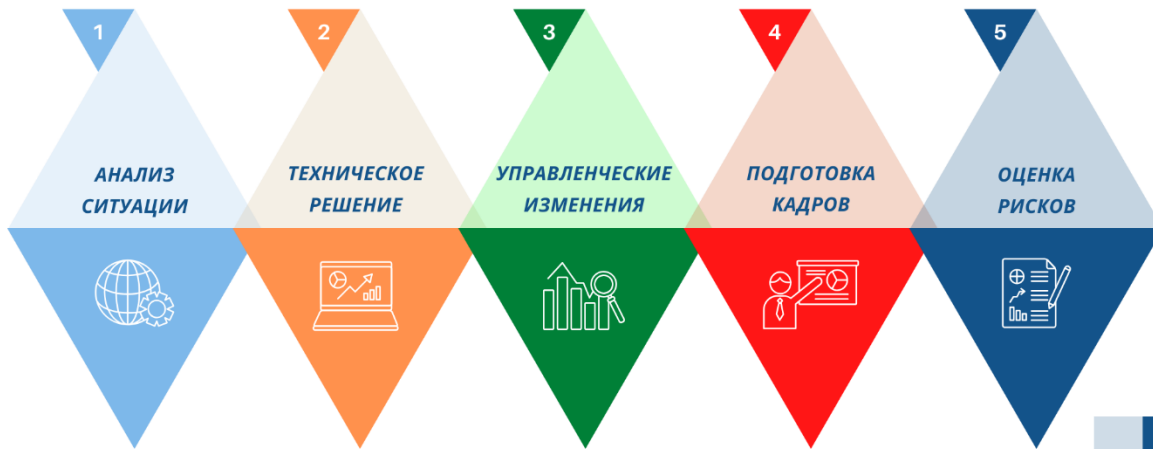 1
АНАЛИЗ
СИТУАЦИИ
2
ТЕХНИЧЕСКОЕ
РЕШЕНИЕ
3
УПРАВЛЕНЧЕСКИЕ
ИЗМЕНЕНИЯ
4
ПОДГОТОВКА
КАДРОВ
5
ОЦЕНКА
РИСКОВ